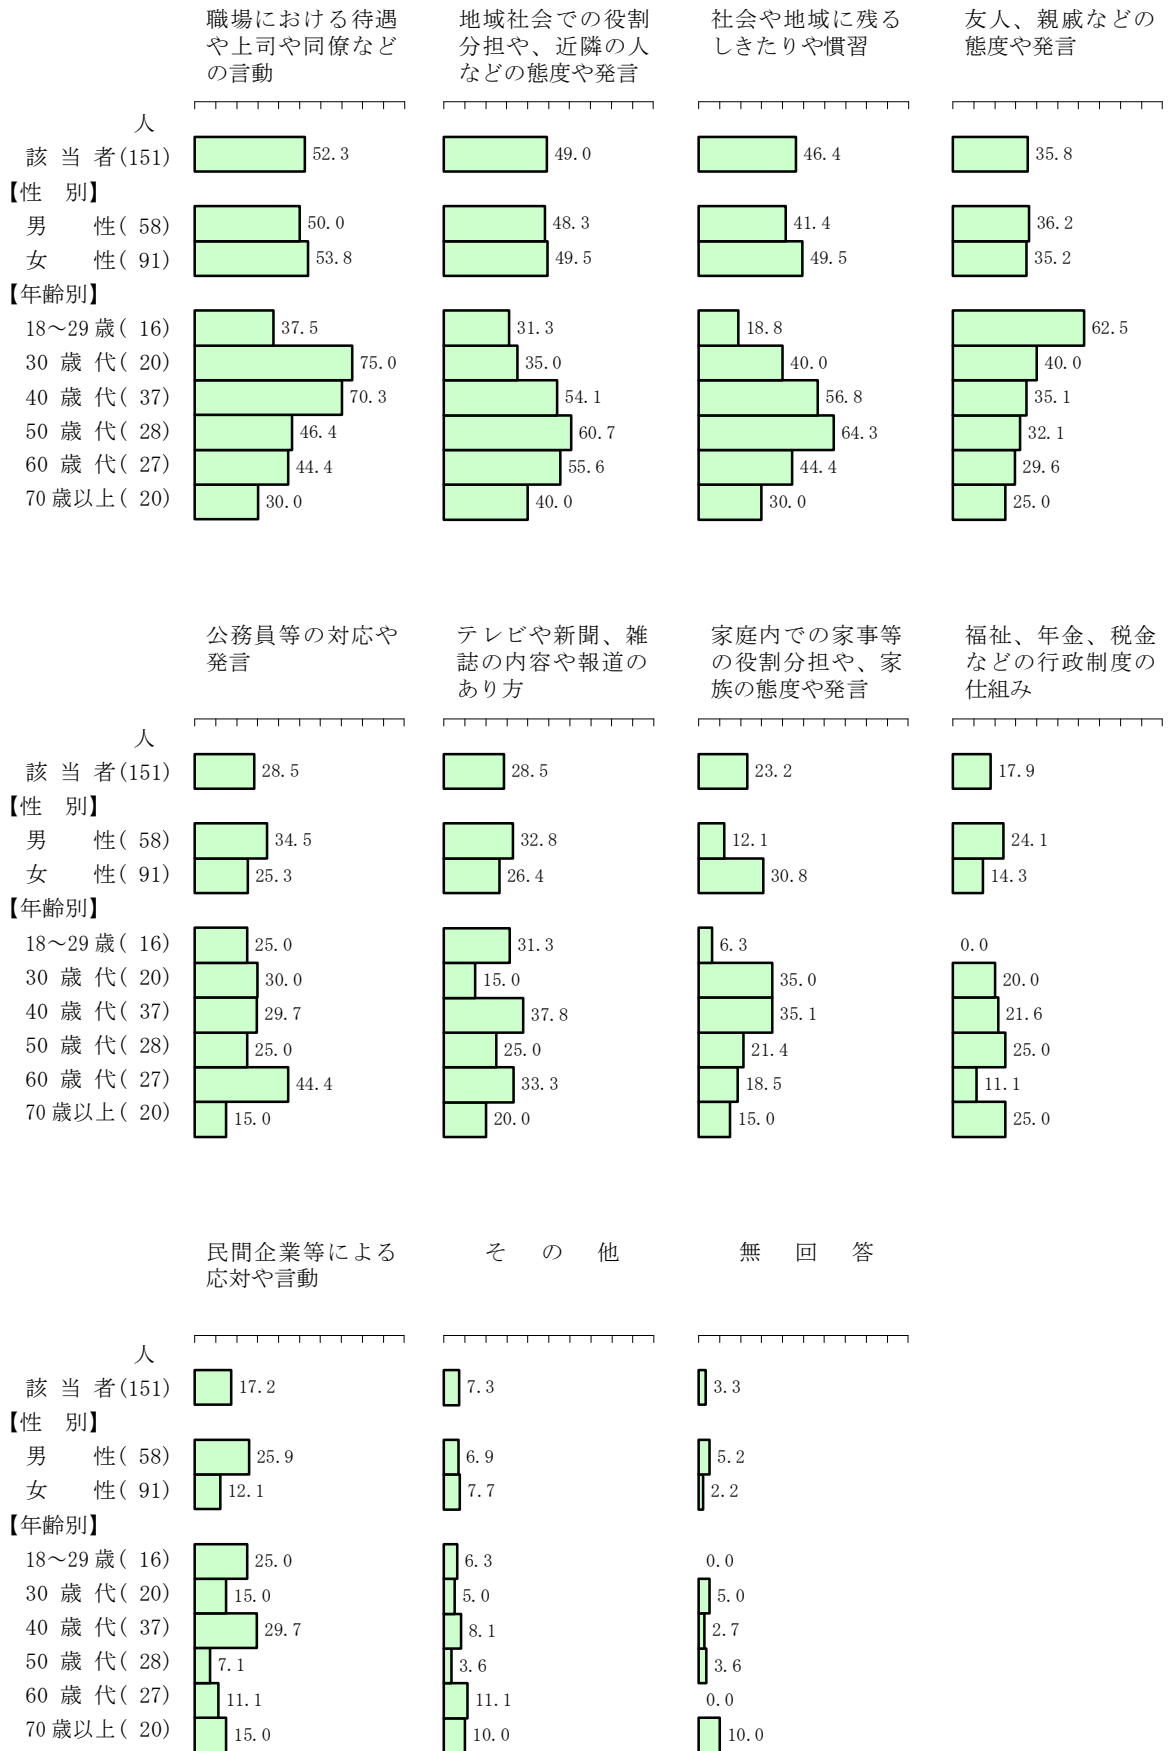 職場における待遇 地域社会での役割 社会や地域に残る 友人、親戚などの
や上司や同僚など 分担や、近隣の人 しきたりや慣習 態度や発言
の言動 などの態度や発言
人
該当者(151) 52.3 49.0 46.4 35.8
【性 別】
男 性( 58) 50.0 48.3 41.4 36.2
女 性( 91) 53.8 49.5 49.5 35.2
【年齢別】
18～29歳( 16) 37.5 31.3 18.8 62.5
30歳代( 20) 75.0 35.0 40.0 40.0
40歳代( 37) 70.3 54.1 56.8 35.1
50歳代( 28) 46.4 60.7 64.3 32.1
60歳代( 27) 44.4 55.6 44.4 29.6
70歳以上( 20) 30.0 40.0 30.0 25.0
公務員等の対応や テレビや新聞、雑 家庭内での家事等 福祉、年金、税金
発言 誌の内容や報道の の役割分担や、家 などの行政制度の
あり方 族の態度や発言 仕組み
人
該当者(151) 28.5 28.5 23.2 17.9
【性 別】
男 性( 58) 34.5 32.8 12.1 24.1
女 性( 91) 25.3 26.4 30.8 14.3
【年齢別】
18～29歳( 16) 25.0 31.3 6.3 0.0
30歳代( 20) 30.0 15.0 35.0 20.0
40歳代( 37) 29.7 37.8 35.1 21.6
50歳代( 28) 25.0 25.0 21.4 25.0
60歳代( 27) 44.4 33.3 18.5 11.1
70歳以上( 20) 15.0 20.0 15.0 25.0
民間企業等による その他 無回答
応対や言動
人
該当者(151) 17.2 7.3 3.3
【性 別】
男 性( 58) 25.9 6.9 5.2
女 性( 91) 12.1 7.7 2.2
【年齢別】
18～29歳( 16) 25.0 6.3 0.0
30歳代( 20) 15.0 5.0 5.0
40歳代( 37) 29.7 8.1 2.7
50歳代( 28) 7.1 3.6 3.6
60歳代( 27) 11.1 11.1 0.0
70歳以上( 20) 15.0 10.0 10.0